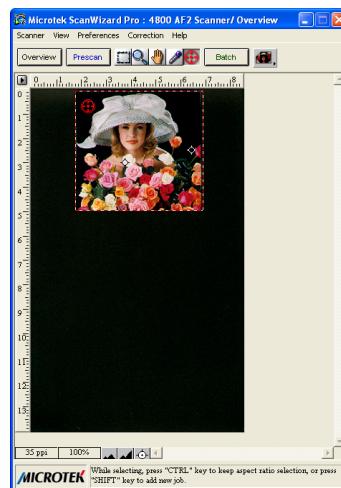 Microtek ScanWizard Pro : 4800 AF2 Scanner/ Overview
Scanner View Preferences Correction Help
Overview Prescan Batch
0 1 2 3 4 5 6 7 8
0
1
2
3
4
5
6
7
8
9
10
11
12
13
35 ppi 100%
MICROTEK
While selecting, press "CTRL" key to keep aspect ratio selection, or press
"SHIFT" key to add new job.